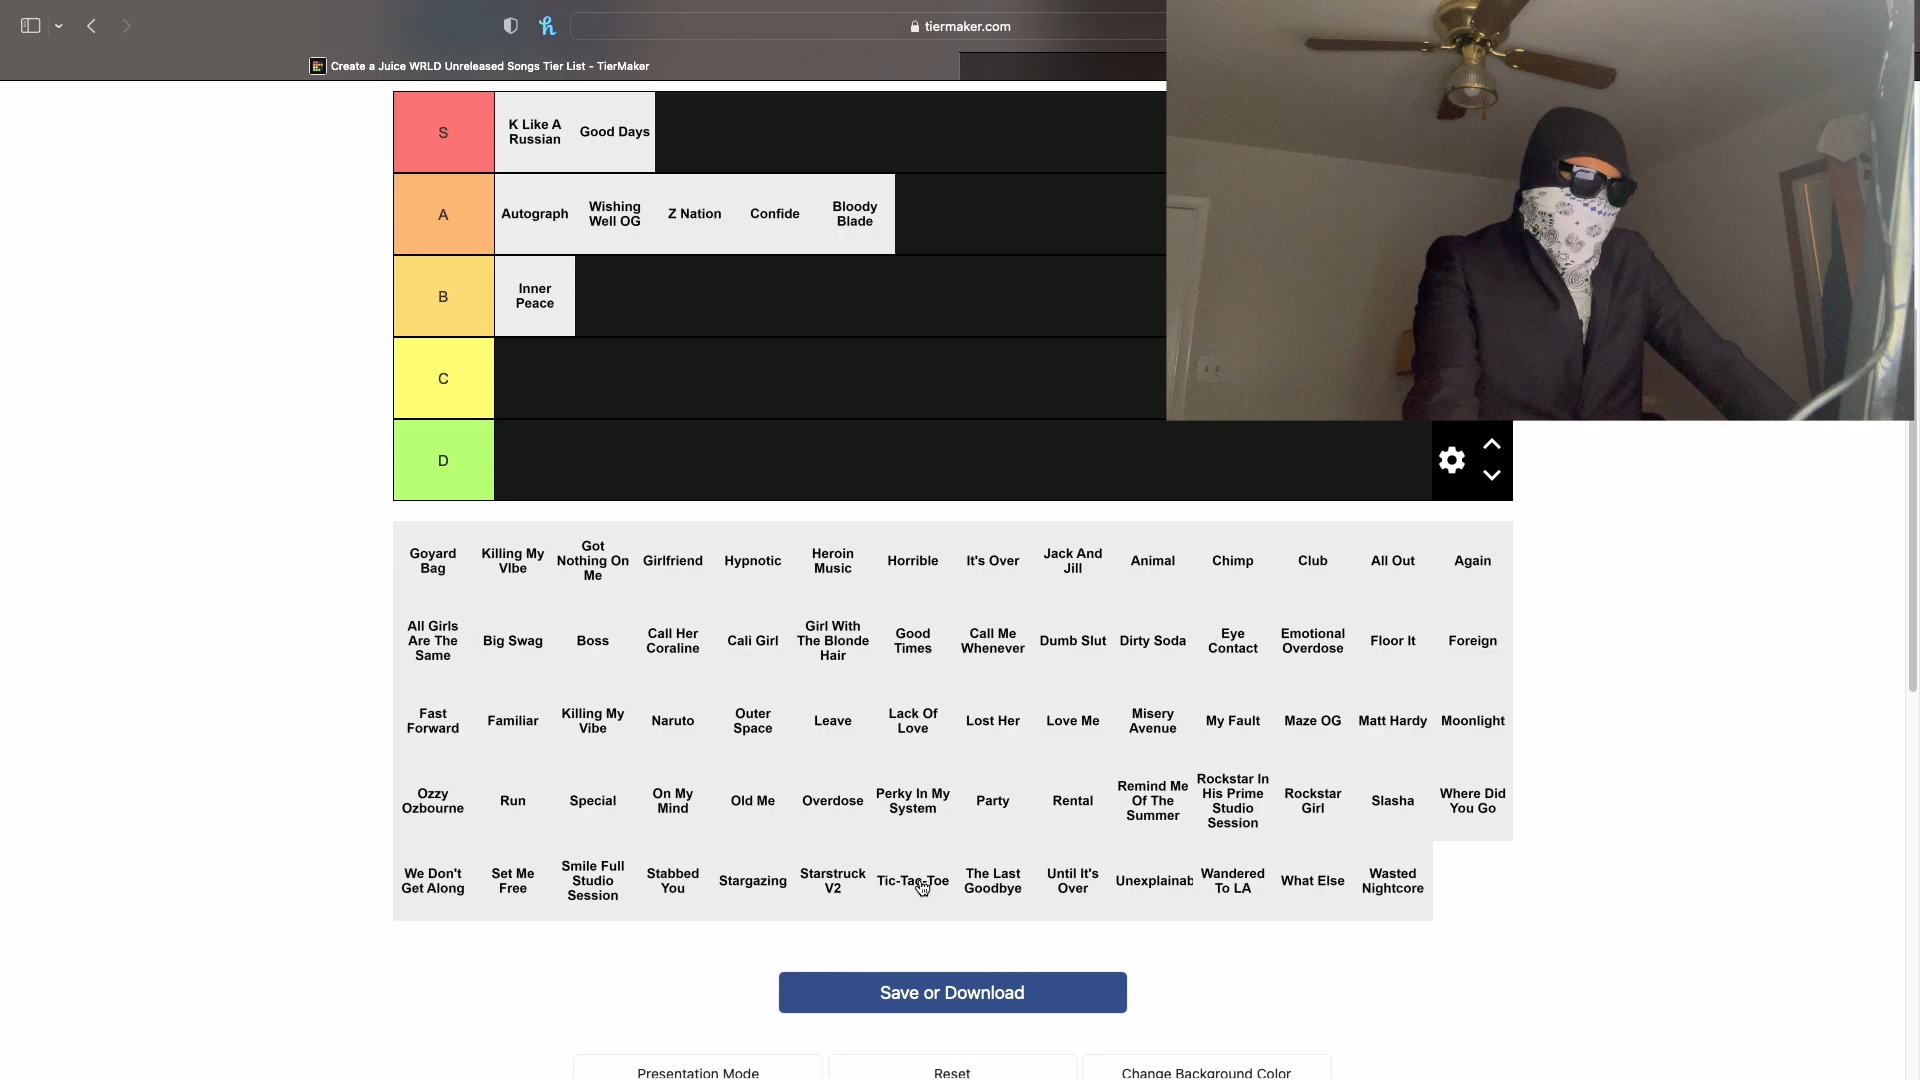 tiermaker.com
Create a Juice WRLD Unreleased Songs Tier List - TierMaker
S
K Like A
Russian
Good Days
A
Autograph
Wishing
Well OG
Z Nation
Confide
Bloody
Blade
B
Inner
Peace
C
D
Goyard
Bag
Killing My
VIbe
Got
Nothing On
Me
Girlfriend
Hypnotic
Heroin
Music
Horrible
It's Over
Jack And
Jill
Animal
Chimp
Club
All Out
Again
All Girls
Are The
Same
Big Swag
Boss
Call Her
Coraline
Cali Girl
Girl With
The Blonde
Hair
Good
Times
Call Me
Whenever
Dumb Slut
Dirty Soda
Eye
Contact
Emotional
Overdose
Floor It
Foreign
Fast
Forward
Familiar
Killing My
Vibe
Naruto
Outer
Space
Leave
Lack Of
Love
Lost Her
Love Me
Misery
Avenue
My Fault
Maze OG
Matt Hardy
Moonlight
Ozzy
Ozbourne
Run
Special
On My
Mind
Old Me
Overdose
Perky In My
System
Party
Rental
Remind Me
Of The
Summer
Rockstar In
His Prime
Studio
Session
Rockstar
Girl
Slasha
Where Did
You Go
We Don't
Get Along
Set Me
Free
Smile Full
Studio
Session
Stabbed
You
Stargazing
Starstruck
V2
Tic-Tac-Toe
The Last
Goodbye
Until It's
Over
Unexplainab
Wandered
To LA
What Else
Wasted
Nightcore
Save or Download
Presentation Mode
Reset
Change Background Color